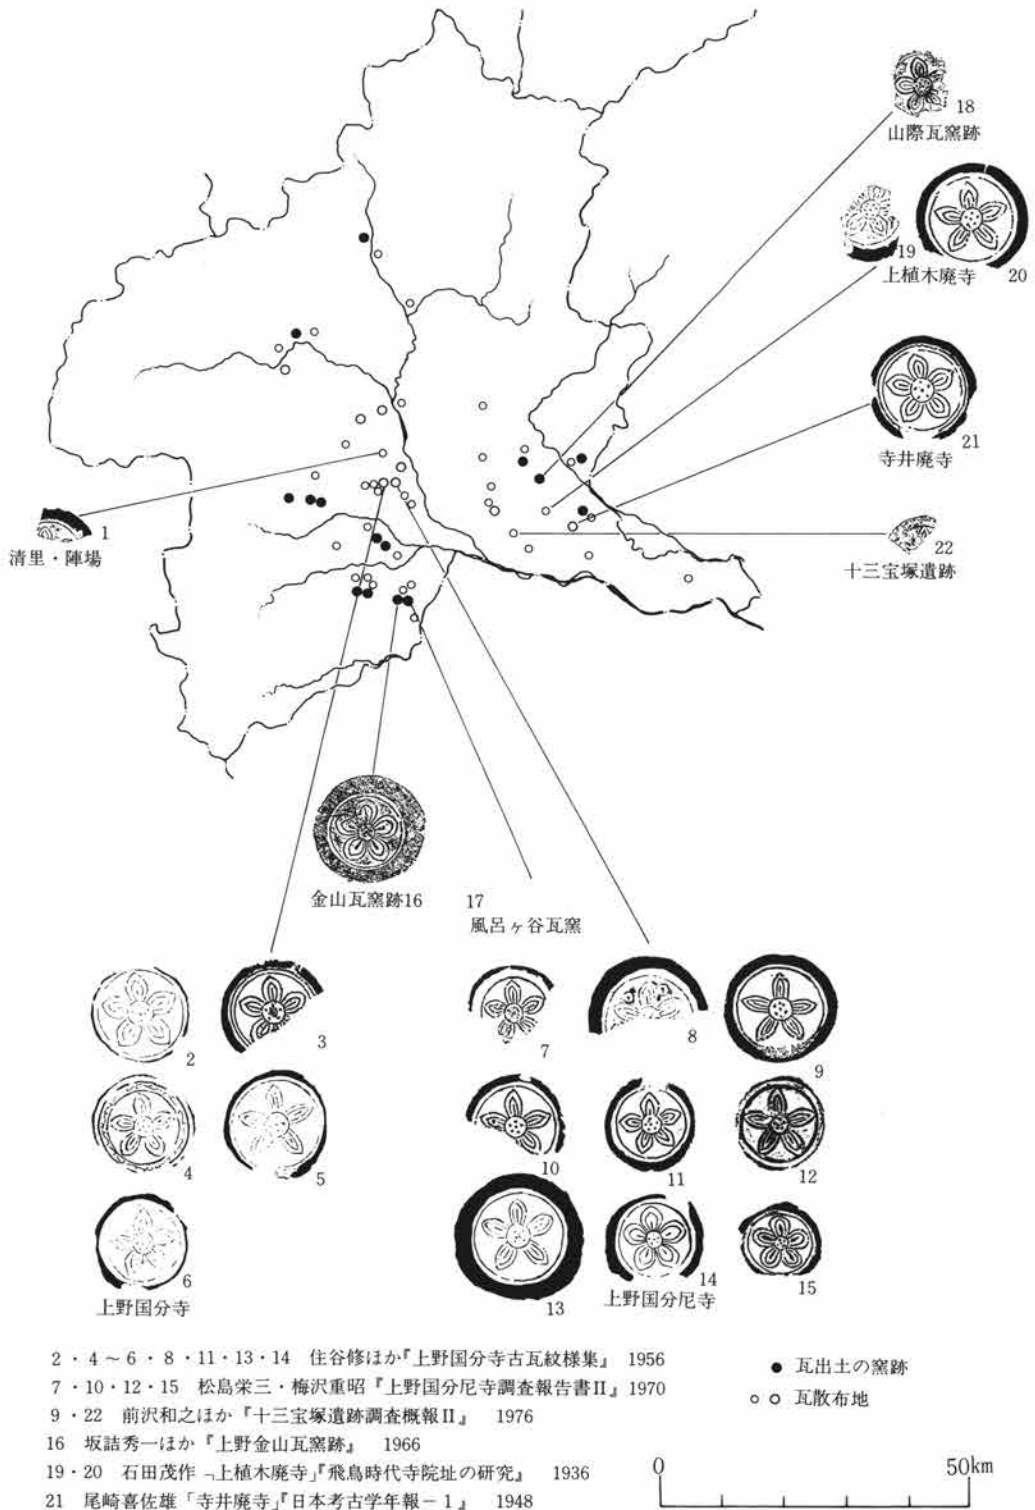 18
山際瓦窯跡
19
上植木廃寺
20
21
寺井廃寺
1
清里・陣場
22
十三宝塚遺跡
金山瓦窯跡16
17
風呂ヶ谷瓦窯
2
3
7
8
9
4
5
10
11
12
6
上野国分寺
13
14
上野国分尼寺
15
2・4～6・8・11・13・14 住谷修ほか『上野国分寺古瓦紋様集』 1956
7・10・12・15 松島栄三・梅沢重昭『上野国分尼寺調査報告書II』1970
9・22 前沢和之ほか『十三宝塚遺跡調査概報II』 1976
16 坂詰秀一ほか『上野金山瓦窯跡』 1966
19・20 石田茂作「上植木廃寺」『飛鳥時代寺院址の研究』 1936
21 尾崎喜佐雄「寺井廃寺」『日本考古学年報－1』 1948
● 瓦出土の窯跡
○ ○ 瓦散布地
0 50km